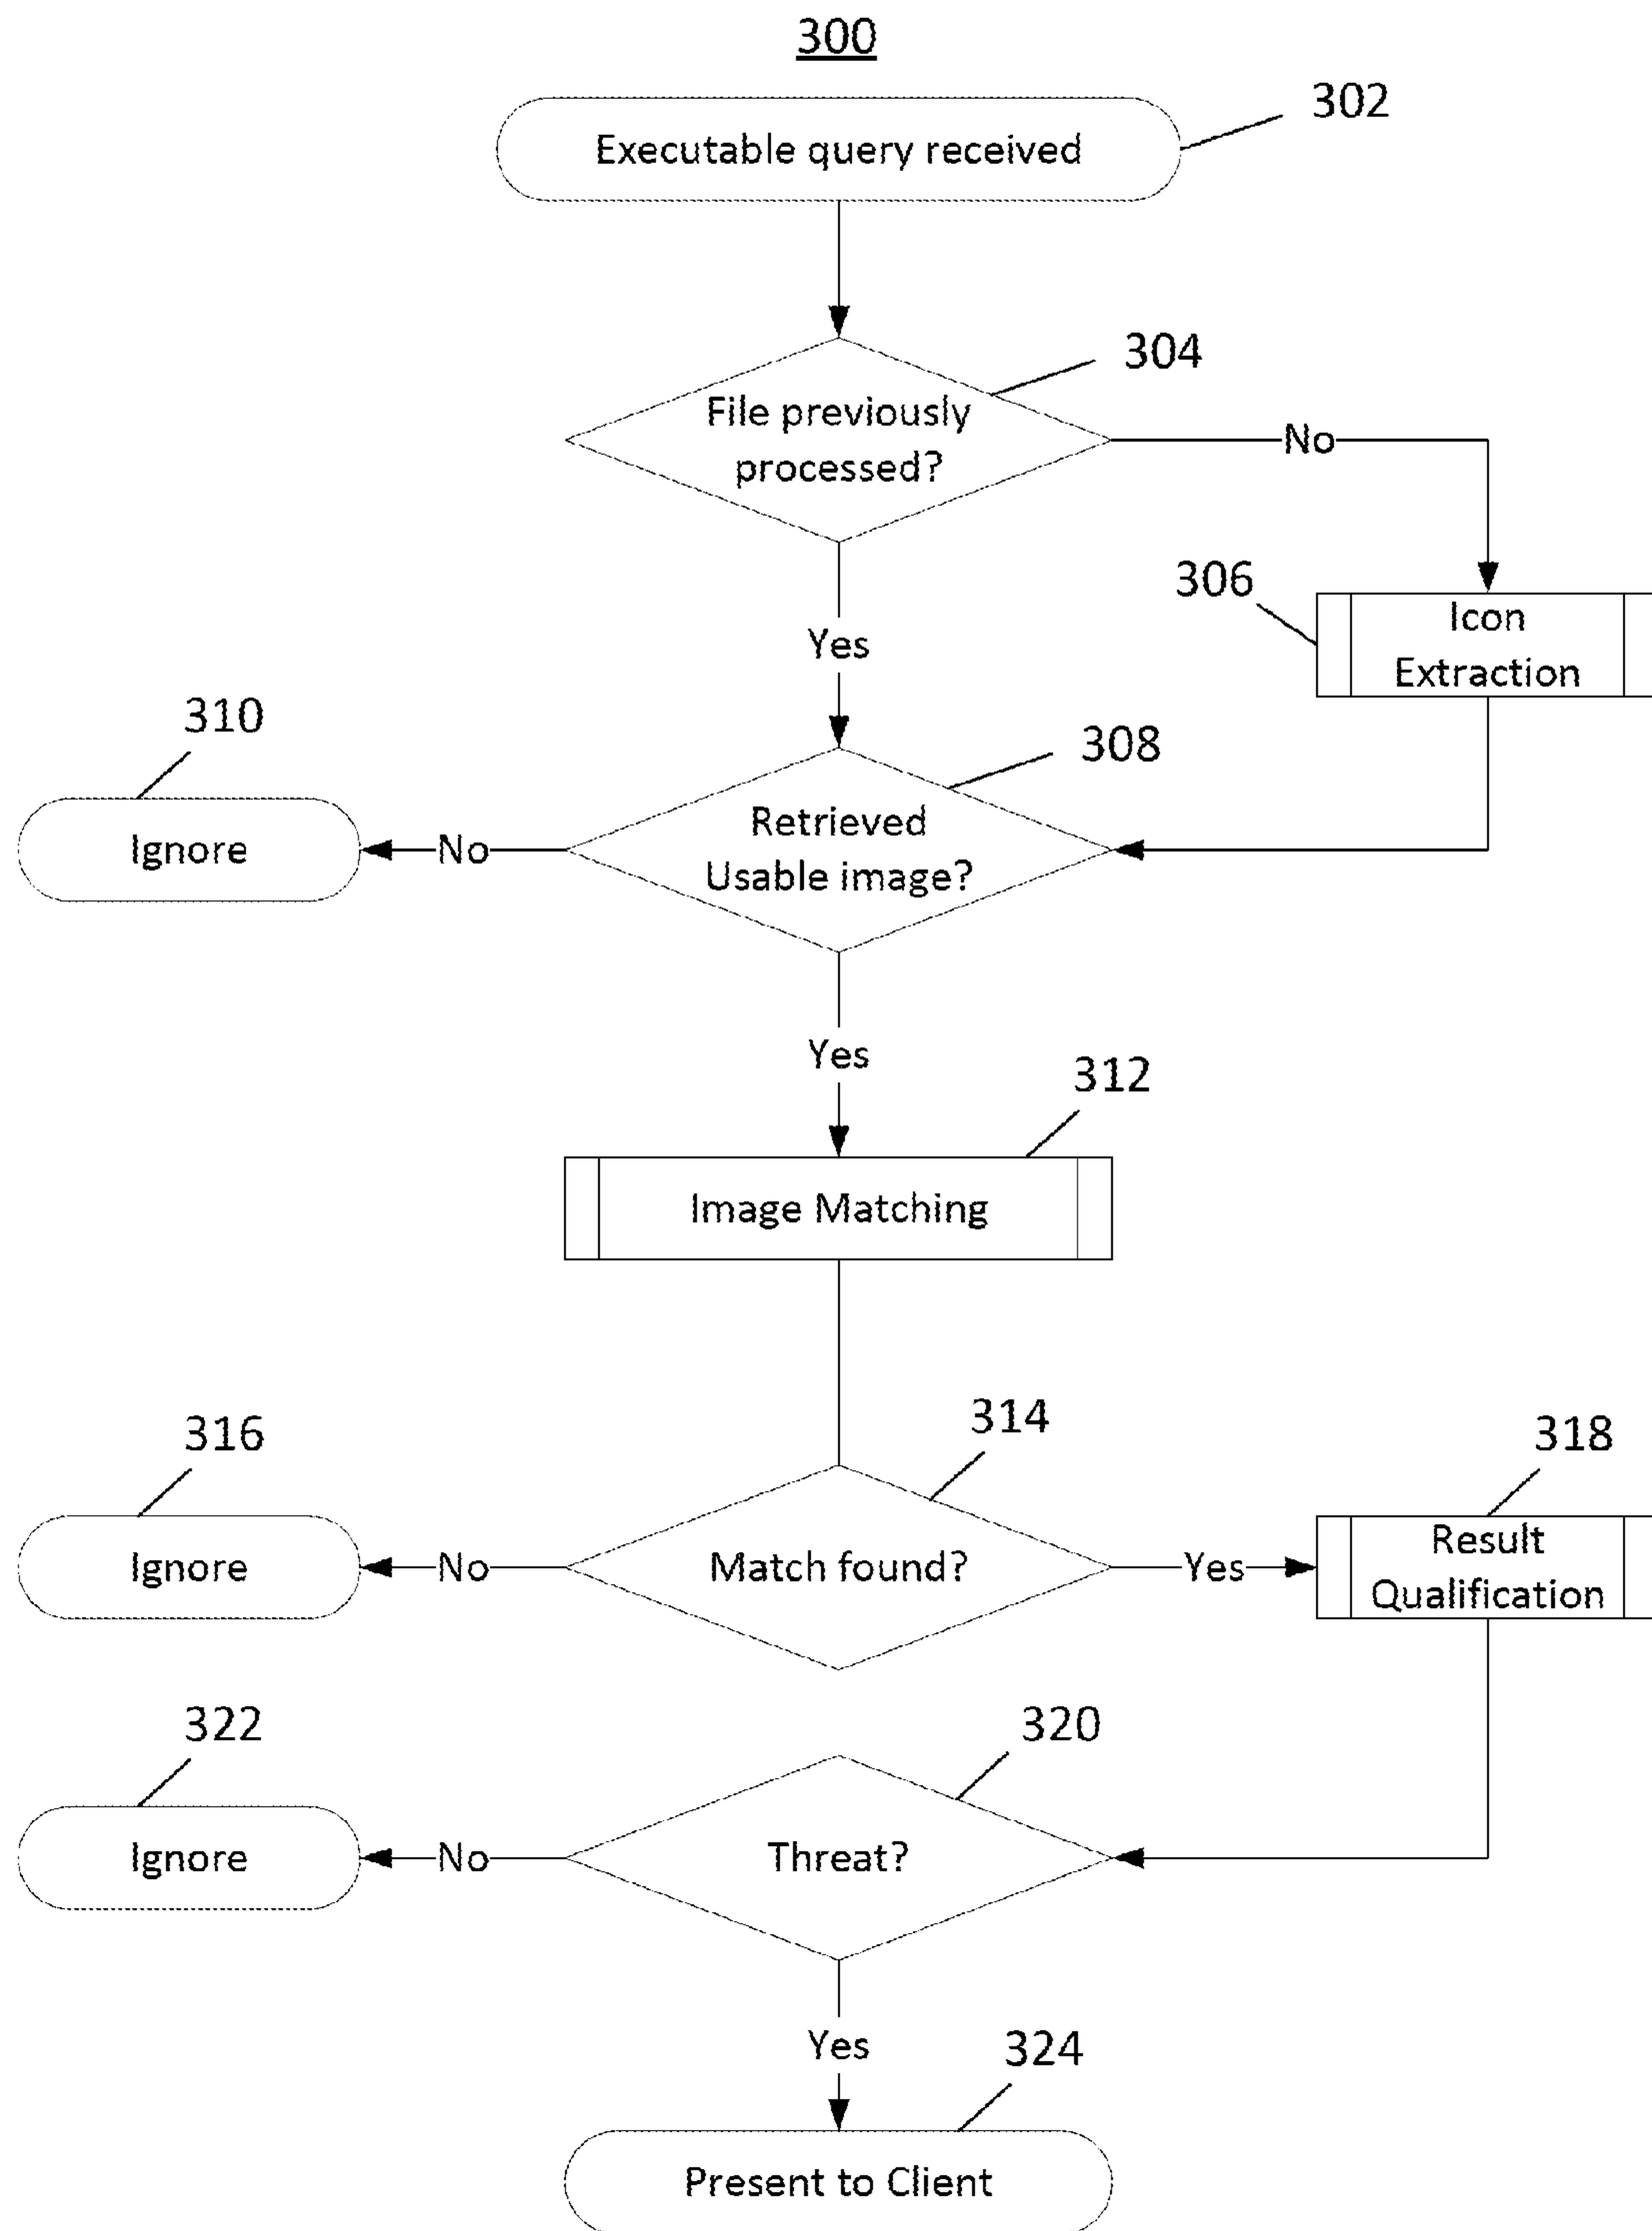 300
302
Executable query received
304
File previously
processed?
No
306
Icon
Extraction
Yes
310
308
Retrieved
Usable image?
No
Ignore
Yes
312
Image Matching
314
316
318
Match found?
No
Ignore
Yes
Result
Qualification
322
320
Threat?
No
Ignore
Yes
324
Present to Client